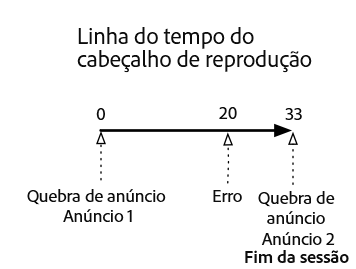 Linha do tempo do
cabeçalho de reprodução
0 20 33
Quebra de anúncio
Anúncio 1
Erro
Quebra de
anúncio
Anúncio 2
Fim da sessão